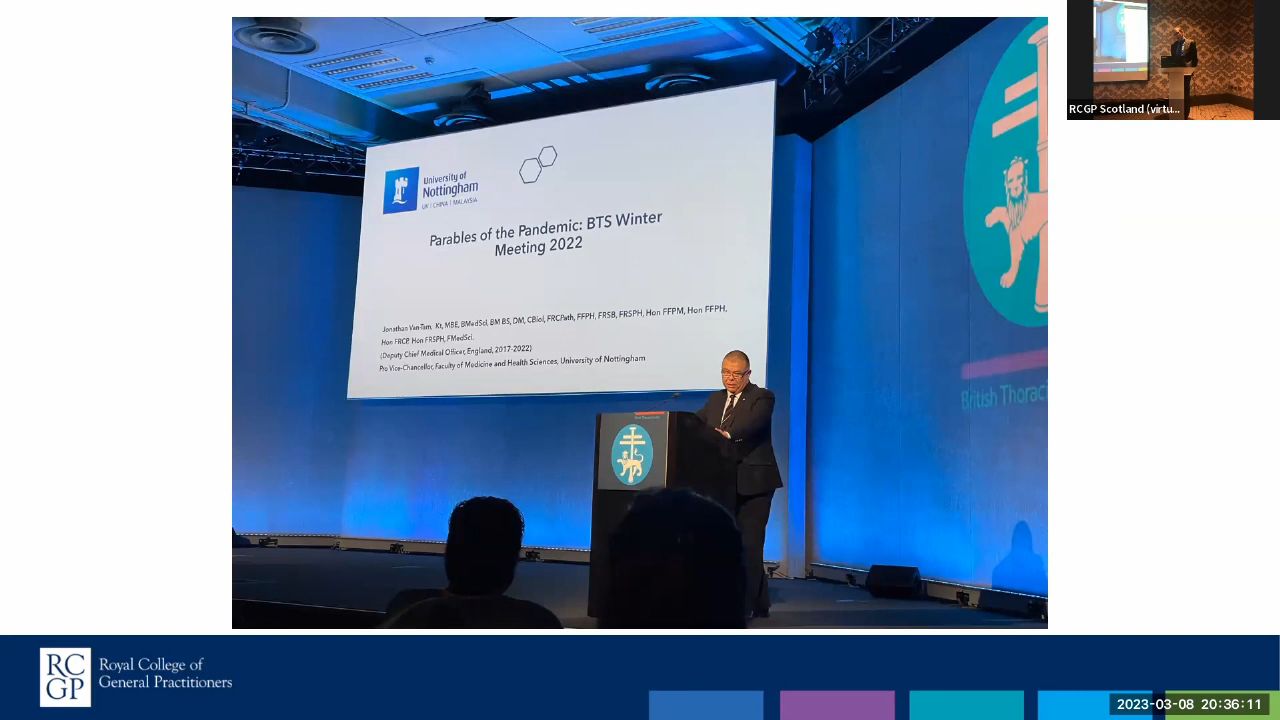 RCGP Scotland (virtu...
University of
Nottingham
UK | CHINA | MALAYSIA
Parables of the Pandemic: BTS Winter
Meeting 2022
Jonathan Van-Tam, Kt, MBE, BMedSci, BM BS, DM, CBiol, FRCPath, FFPH, FRSB, FRSPH, Hon FFPM, Hon FFPH,
Hon FRCP, Hon FRSPH, FMedSci.
(Deputy Chief Medical Officer, England, 2017-2022)
Pro Vice-Chancellor, Faculty of Medicine and Health Sciences, University of Nottingham
British Thoraci
RC
GP
Royal College of
General Practitioners
2023-03-08 20:36:11